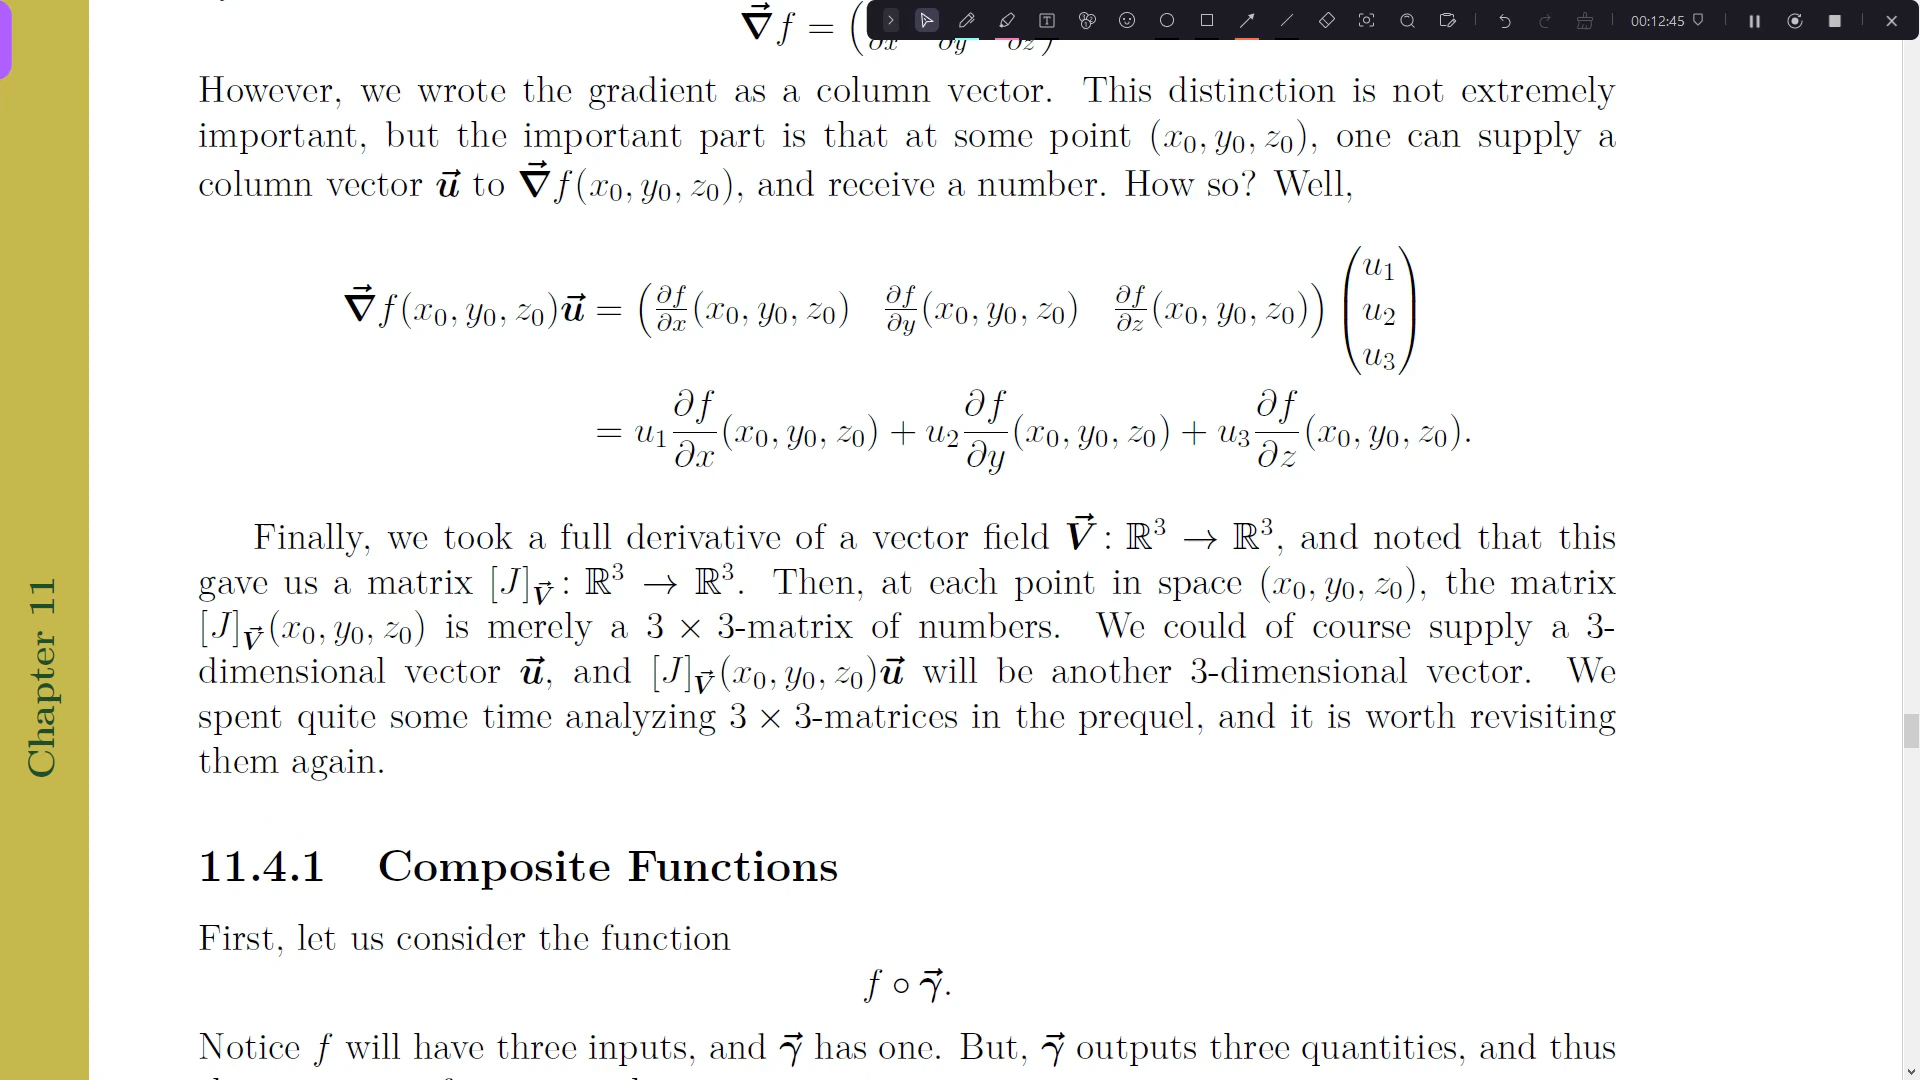 00:12:45
∇⃗f = ( ∂x ∂y ∂z )
However, we wrote the gradient as a column vector. This distinction is not extremely
important, but the important part is that at some point (x₀, y₀, z₀), one can supply a
column vector u⃗ to ∇⃗f(x₀, y₀, z₀), and receive a number. How so? Well,
∇⃗f(x₀, y₀, z₀)u⃗ = (∂f/∂x(x₀, y₀, z₀) ∂f/∂y(x₀, y₀, z₀) ∂f/∂z(x₀, y₀, z₀)) (u₁ u₂ u₃)
= u₁ ∂f/∂x(x₀, y₀, z₀) + u₂ ∂f/∂y(x₀, y₀, z₀) + u₃ ∂f/∂z(x₀, y₀, z₀).
Finally, we took a full derivative of a vector field V⃗ : ℝ³ → ℝ³, and noted that this
gave us a matrix [J]_V⃗ : ℝ³ → ℝ³. Then, at each point in space (x₀, y₀, z₀), the matrix
[J]_V⃗(x₀, y₀, z₀) is merely a 3 × 3-matrix of numbers. We could of course supply a 3-
dimensional vector u⃗, and [J]_V⃗(x₀, y₀, z₀)u⃗ will be another 3-dimensional vector. We
spent quite some time analyzing 3 × 3-matrices in the prequel, and it is worth revisiting
them again.
Chapter 11
11.4.1 Composite Functions
First, let us consider the function
f ∘ γ⃗.
Notice f will have three inputs, and γ⃗ has one. But, γ⃗ outputs three quantities, and thus